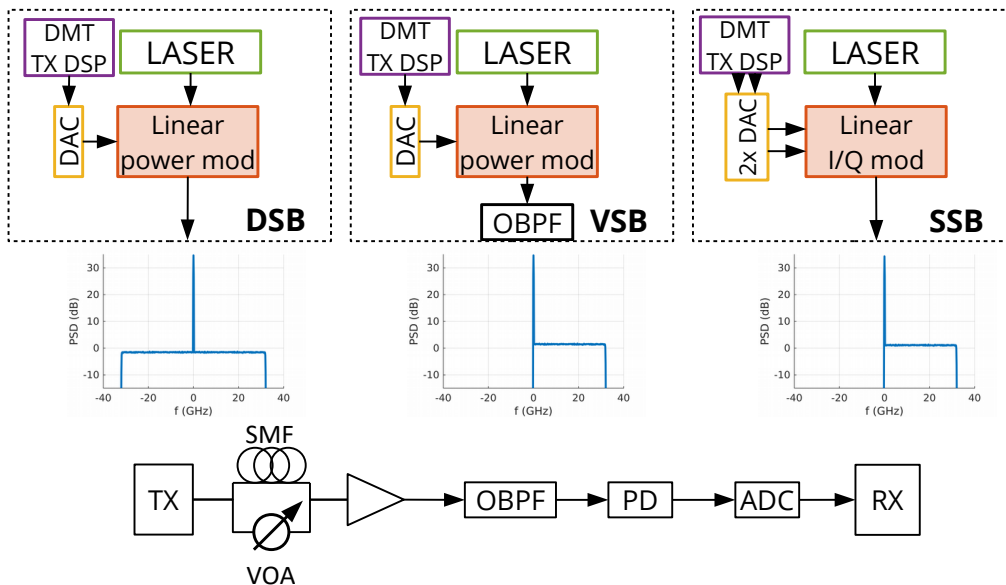 DMT
TX DSP
LASER
DAC
Linear
power mod
DSB
DMT
TX DSP
LASER
DAC
Linear
power mod
OBPF
VSB
DMT
TX DSP
LASER
2x DAC
Linear
I/Q mod
SSB
30
20
10
0
-10
PSD (dB)
-40
-20
0
20
40
f (GHz)
30
20
10
0
-10
PSD (dB)
-40
-20
0
20
40
f (GHz)
30
20
10
0
-10
PSD (dB)
-40
-20
0
20
40
f (GHz)
SMF
TX
VOA
OBPF
PD
ADC
RX